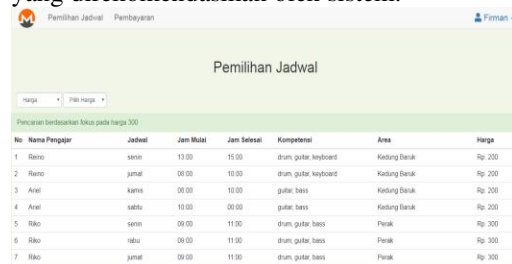 yang direkomendasikan oleh sistem.
Pemilihan Jadwal Pembayaran Firman
Pemilihan Jadwal
Harga Pilih Harga
Pencarian berdasarkan fokus pada harga 300
No Nama Pengajar Jadwal Jam Mulai Jam Selesai Kompetensi Area Harga
1 Reino senin 13.00 15.00 drum, guitar, keyboard Kedung Baruk Rp. 200
2 Reino jumat 08.00 10.00 drum, guitar, keyboard Kedung Baruk Rp. 200
3 Ariel kamis 08.00 10.00 guitar, bass Kedung Baruk Rp. 200
4 Ariel sabtu 10.00 00.00 guitar, bass Kedung Baruk Rp. 200
5 Riko senin 09.00 11.00 drum, guitar, bass Perak Rp. 300
6 Riko rabu 09.00 11.00 drum, guitar, bass Perak Rp. 300
7 Riko jumat 09.00 11.00 drum, guitar, bass Perak Rp. 300